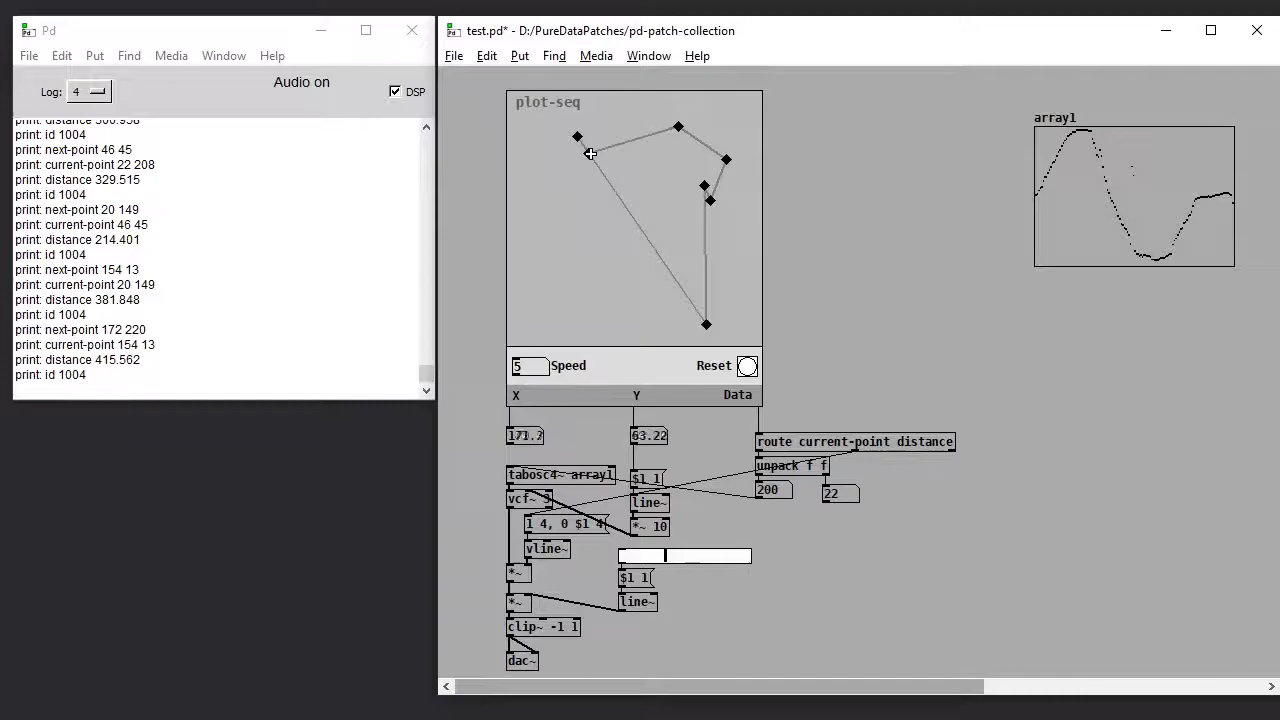 Pd
File Edit Put Find Media Window Help
Log: 4
Audio on
DSP
print: distance 300.938
print: id 1004
print: next-point 46 45
print: current-point 22 208
print: distance 329.515
print: id 1004
print: next-point 20 149
print: current-point 46 45
print: distance 214.401
print: id 1004
print: next-point 154 13
print: current-point 20 149
print: distance 381.848
print: id 1004
print: next-point 172 220
print: current-point 154 13
print: distance 415.562
print: id 1004
test.pd* - D:/PureDataPatches/pd-patch-collection
File Edit Put Find Media Window Help
plot-seq
array1
5 Speed Reset
X Y Data
63.22
route current-point distance
unpack f f
200 22
tabosc4~ array1
$1 1
vcf~ 3
line~
1 4, 0 $1 4
*~ 10
vline~
*~
$1 1
*~
line~
clip~ -1 1
dac~